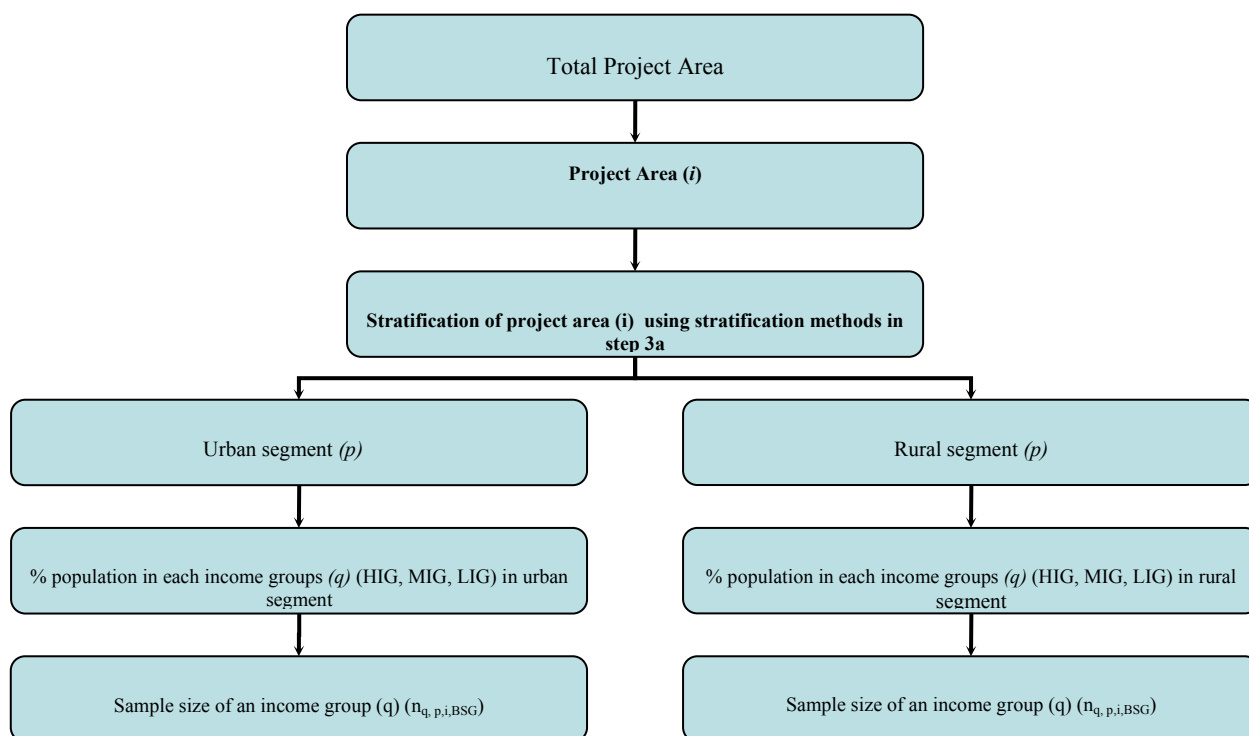 Total Project Area
Project Area (i)
Stratification of project area (i) using stratification methods in
step 3a
Urban segment (p)
Rural segment (p)
% population in each income groups (q) (HIG, MIG, LIG) in urban
segment
% population in each income groups (q) (HIG, MIG, LIG) in rural
segment
Sample size of an income group (q) (nq, p,i,BSG)
Sample size of an income group (q) (nq, p,i,BSG)